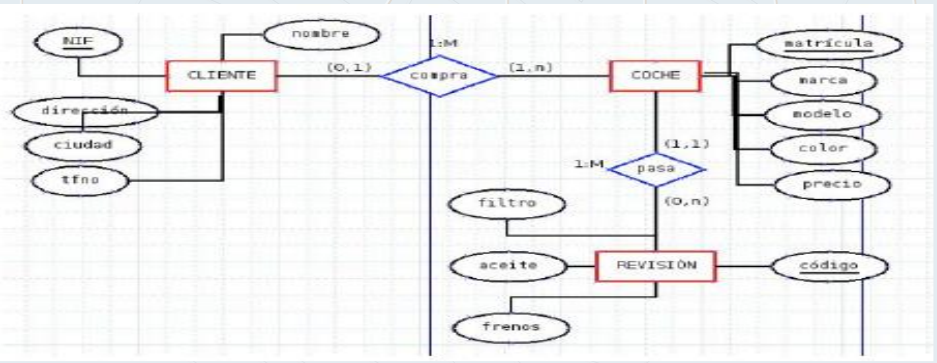 NIF
nombre
1:M
matrícula
CLIENTE
(0,1)
compra
(1,n)
COCHE
marca
dirección
modelo
ciudad
color
(1,1)
1:M
pasa
tfno
precio
filtro
(0,n)
aceite
REVISIÓN
código
frenos